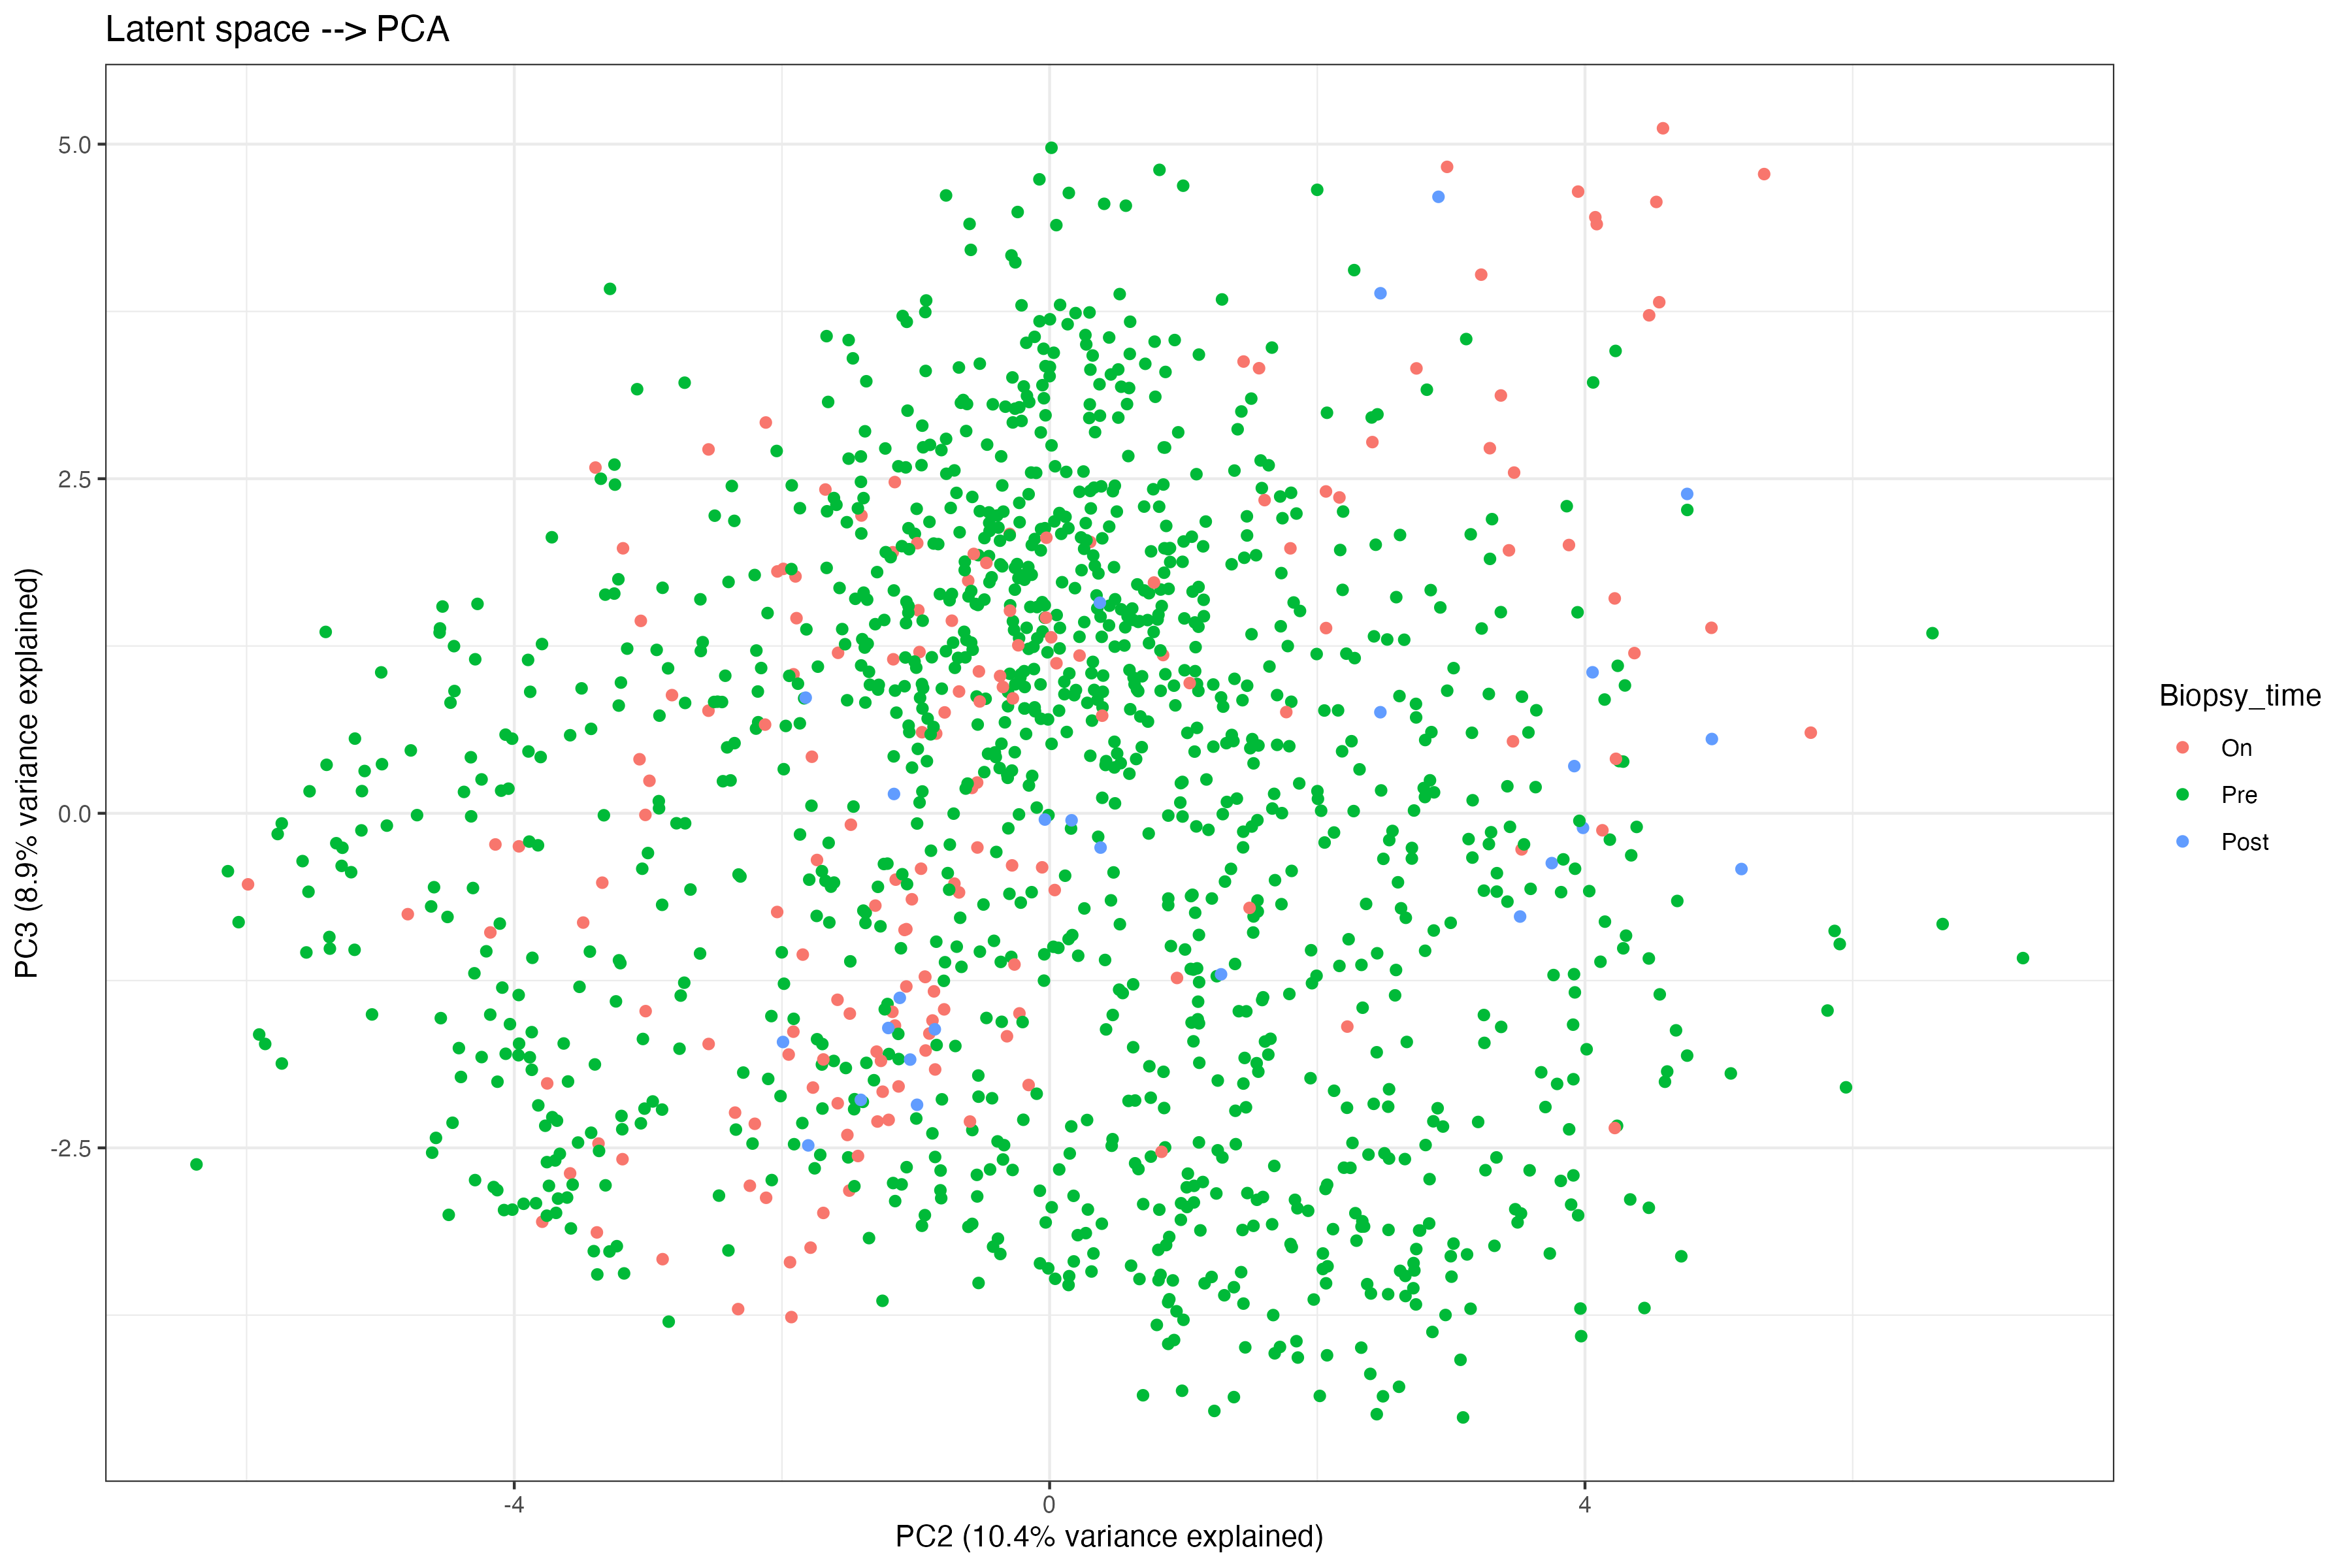 Latent space --> PCA
5.0
2.5
0.0
-2.5
PC3 (8.9% variance explained)
-4
0
4
PC2 (10.4% variance explained)
Biopsy_time
On
Pre
Post